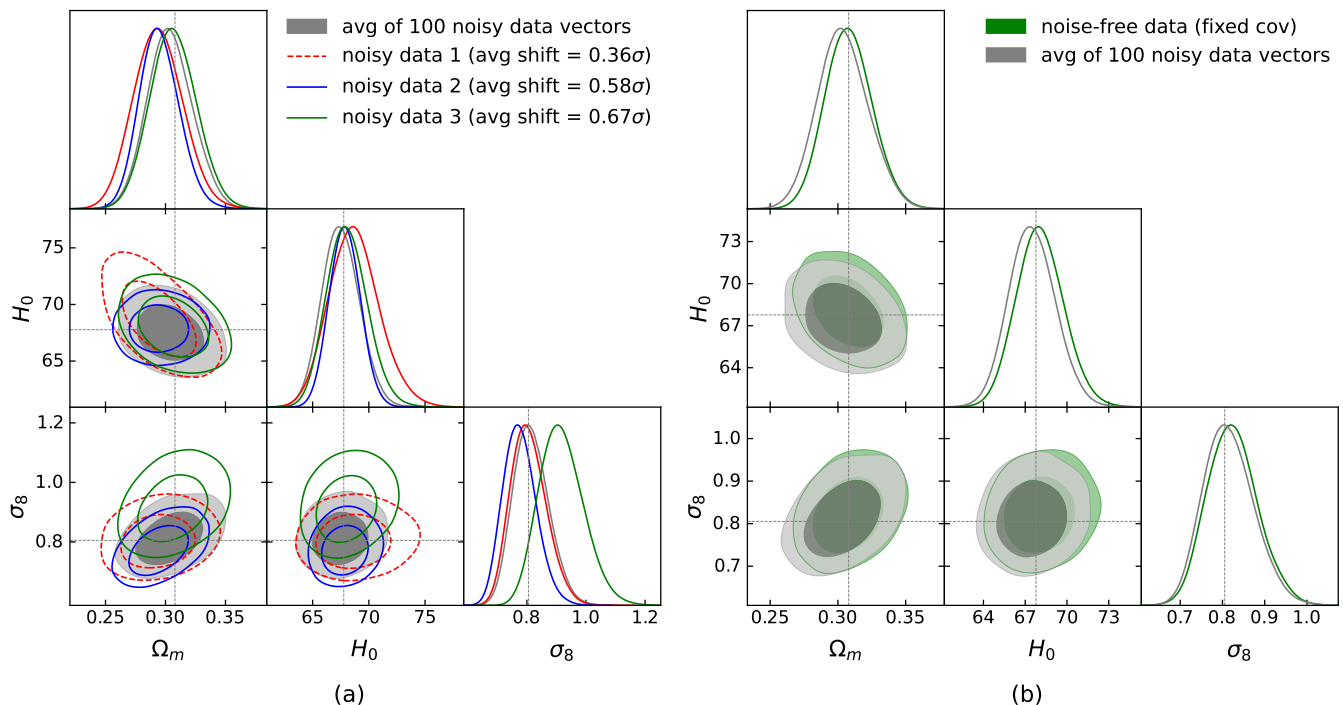 avg of 100 noisy data vectors
noisy data 1 (avg shift = 0.36σ)
noisy data 2 (avg shift = 0.58σ)
noisy data 3 (avg shift = 0.67σ)
75
70
65
H₀
1.2
1.0
0.8
σ₈
0.25 0.30 0.35
65 70 75
0.8 1.0 1.2
Ωₘ H₀ σ₈
(a)
noise-free data (fixed cov)
avg of 100 noisy data vectors
73
70
67
64
H₀
1.0
0.9
0.8
0.7
σ₈
0.25 0.30 0.35
64 67 70 73
0.7 0.8 0.9 1.0
Ωₘ H₀ σ₈
(b)